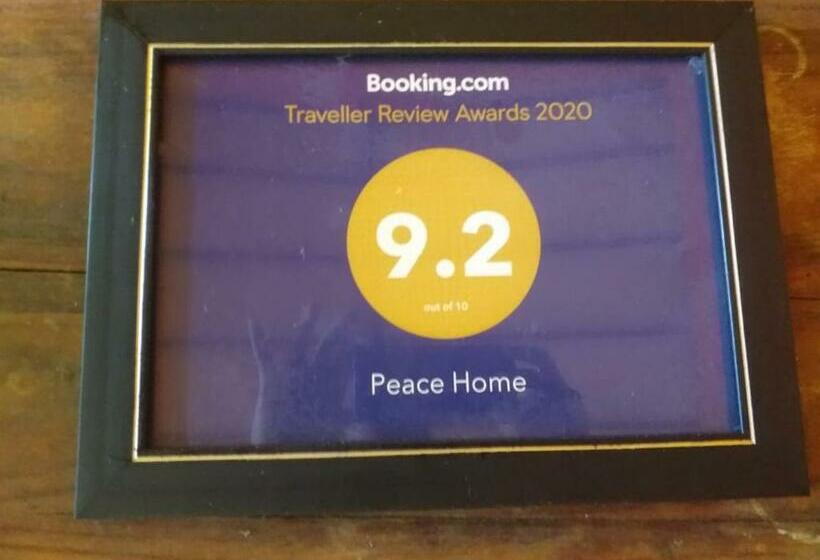 Booking.com
Traveller Review Awards 2020
9.2
out of 10
Peace Home